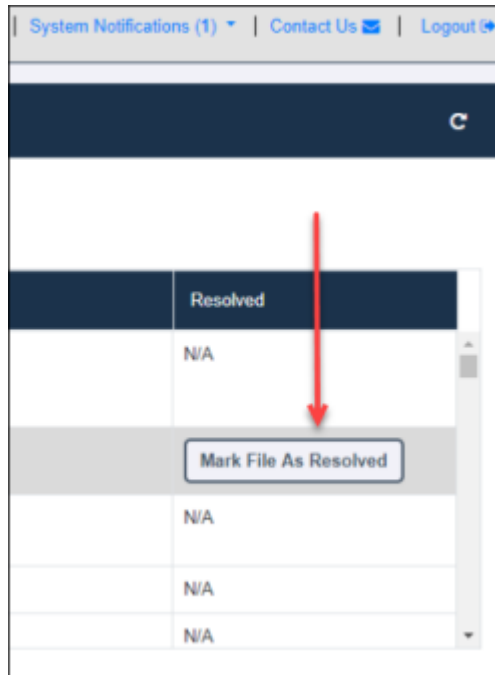 System Notifications (1) | Contact Us | Logout
Resolved
N/A
Mark File As Resolved
N/A
N/A
N/A